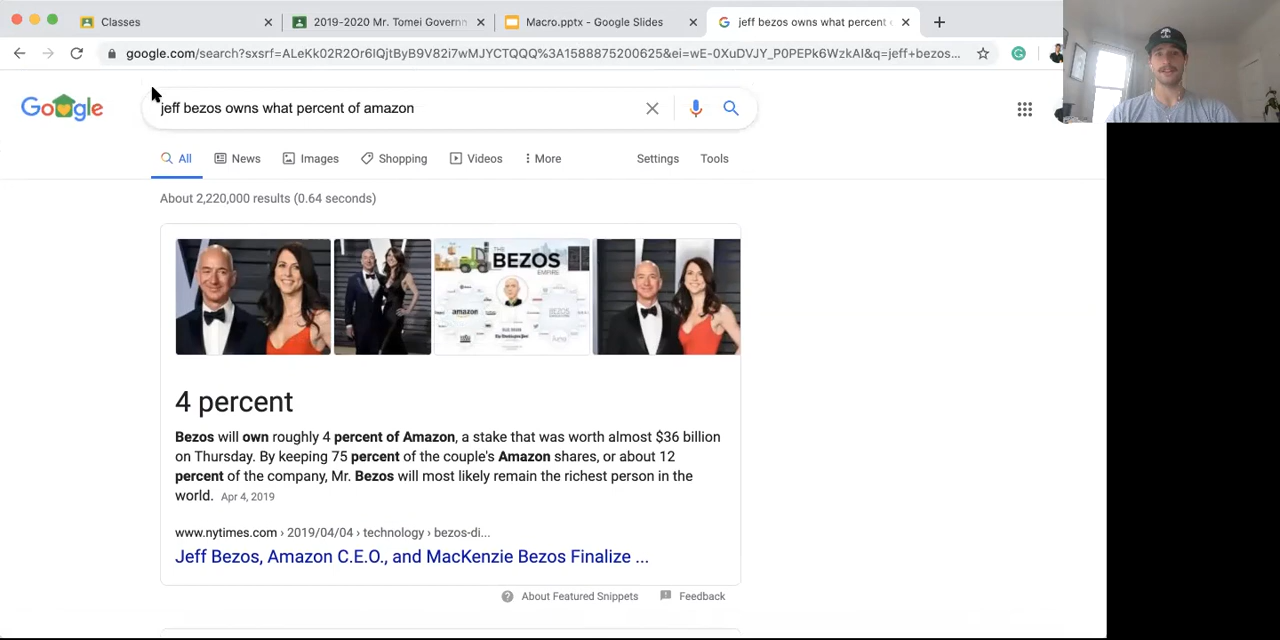 Classes
2019-2020 Mr. Tomei Governm
Macro.pptx - Google Slides
jeff bezos owns what percent o
google.com/search?sxsrf=ALeKk02R2Or6IQjtByB9V82i7wMJYCTQQQ%3A1588875200625&ei=wE-0XuDVJY_P0PEPk6WzkAI&q=jeff+bezos...
Google
jeff bezos owns what percent of amazon
All
News
Images
Shopping
Videos
More
Settings
Tools
About 2,220,000 results (0.64 seconds)
THE
BEZOS
EMPIRE
amazon
4 percent
Bezos will own roughly 4 percent of Amazon, a stake that was worth almost $36 billion
on Thursday. By keeping 75 percent of the couple's Amazon shares, or about 12
percent of the company, Mr. Bezos will most likely remain the richest person in the
world. Apr 4, 2019
www.nytimes.com › 2019/04/04 › technology › bezos-di...
Jeff Bezos, Amazon C.E.O., and MacKenzie Bezos Finalize ...
About Featured Snippets
Feedback